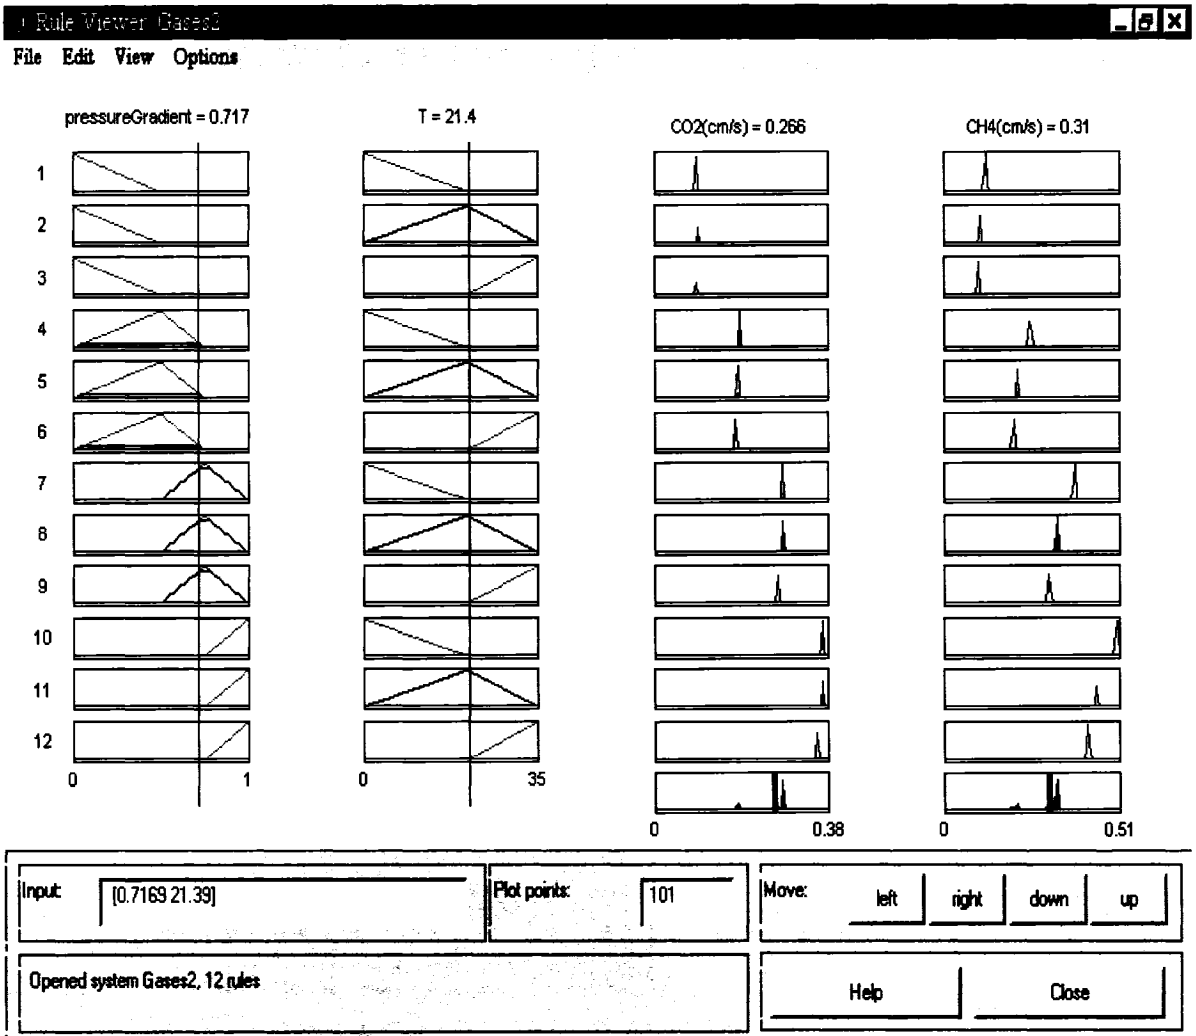 Rule Viewer: Gases2
File Edit View Options
pressureGradient = 0.717
T = 21.4
CO2(cm/s) = 0.266
CH4(cm/s) = 0.31
1
2
3
4
5
6
7
8
9
10
11
12
0 1
0 35
0 0.38
0 0.51
Input: [0.7169 21.39]
Plot points: 101
Move: left right down up
Opened system Gases2, 12 rules
Help Close